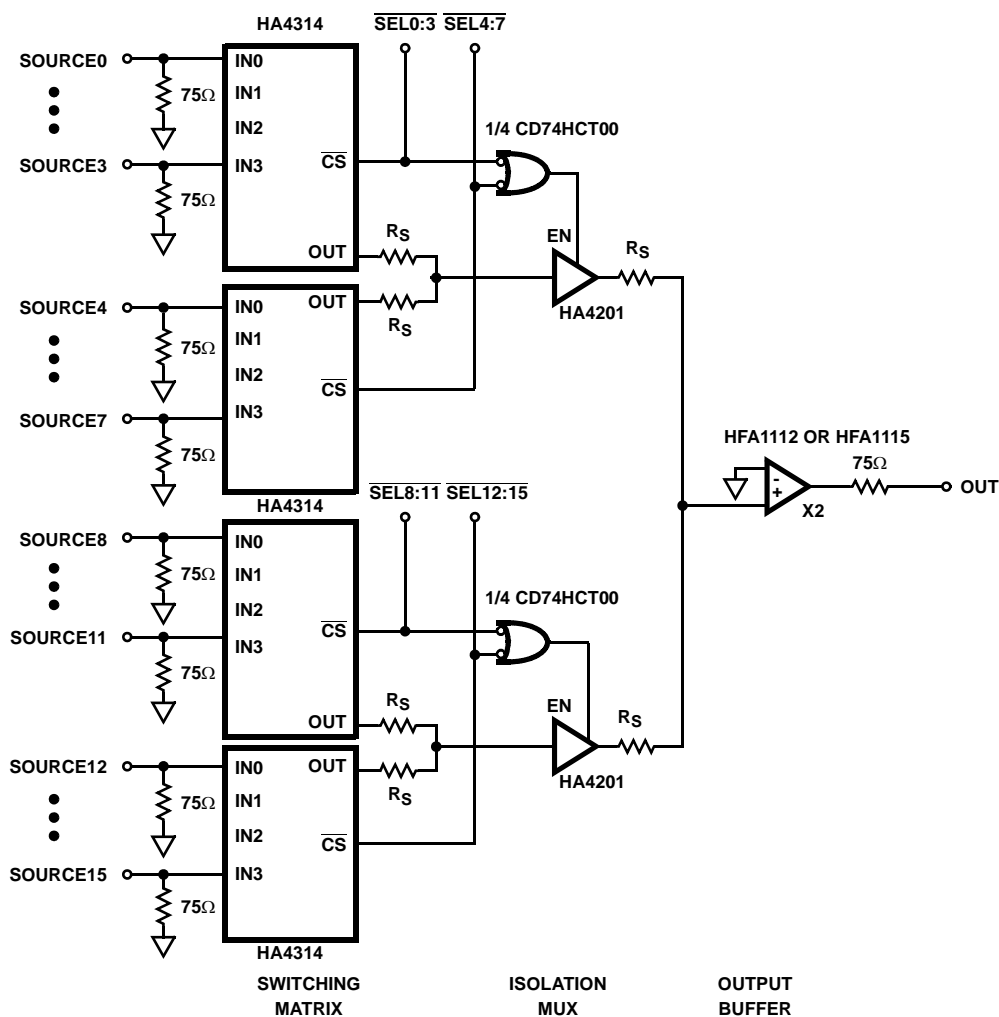 HA4314
SEL0:3 SEL4:7
SOURCE0
IN0
75Ω
IN1
1/4 CD74HCT00
IN2
SOURCE3
IN3
CS
75Ω
RS
EN
RS
OUT
SOURCE4
IN0
OUT
HA4201
RS
75Ω
IN1
IN2
CS
SOURCE7
IN3
HFA1112 OR HFA1115
75Ω
75Ω
HA4314
SEL8:11 SEL12:15
-
+
OUT
X2
SOURCE8
IN0
75Ω
IN1
1/4 CD74HCT00
IN2
SOURCE11
IN3
CS
75Ω
RS
EN
RS
OUT
SOURCE12
IN0
OUT
HA4201
RS
75Ω
IN1
IN2
CS
SOURCE15
IN3
75Ω
HA4314
SWITCHING
MATRIX
ISOLATION
MUX
OUTPUT
BUFFER